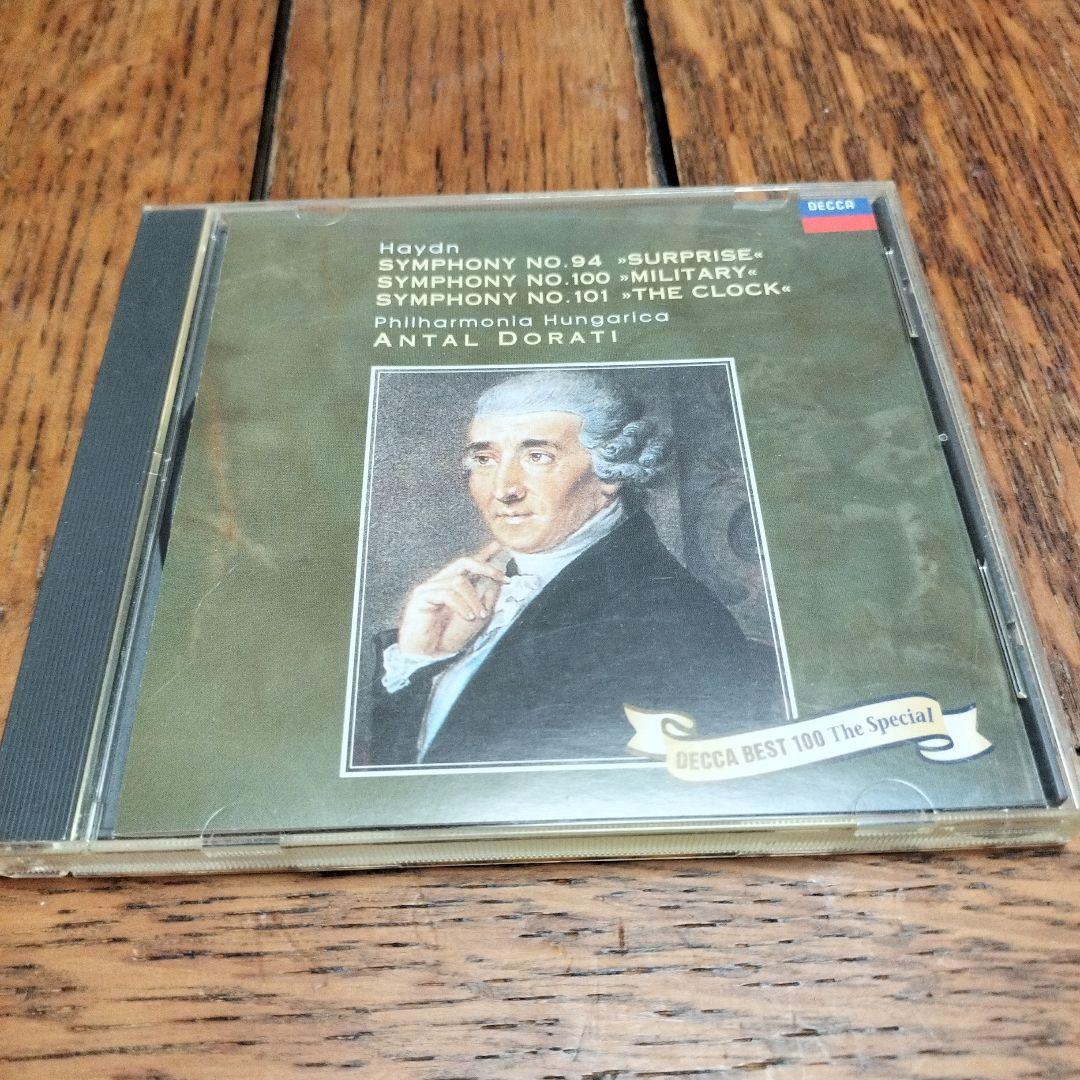 DECCA
Haydn
SYMPHONY NO.94 »SURPRISE«
SYMPHONY NO.100 »MILITARY«
SYMPHONY NO.101 »THE CLOCK«
Philharmonia Hungarica
ANTAL DORATI
DECCA BEST 100 The Special